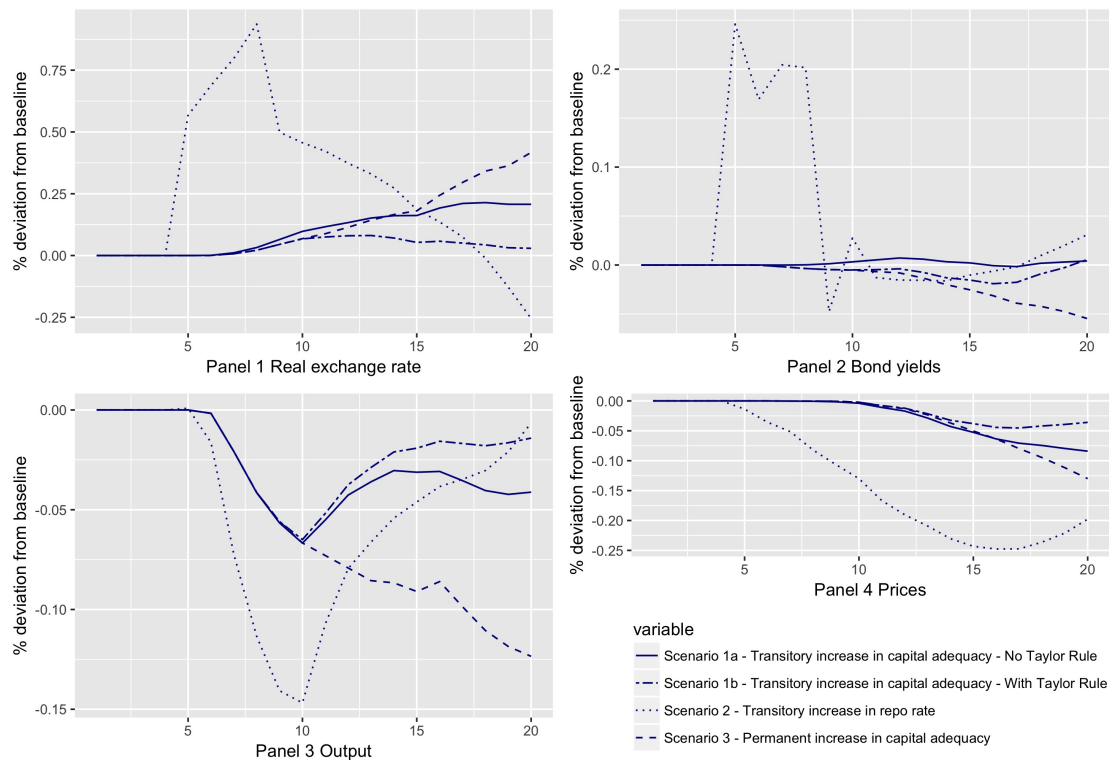 % deviation from baseline
0.75
0.50
0.25
0.00
-0.25
5
10
15
20
Panel 1 Real exchange rate
% deviation from baseline
0.2
0.1
0.0
5
10
15
20
Panel 2 Bond yields
% deviation from baseline
0.00
-0.05
-0.10
-0.15
5
10
15
20
Panel 3 Output
% deviation from baseline
0.00
-0.05
-0.10
-0.15
-0.20
-0.25
5
10
15
20
Panel 4 Prices
variable
Scenario 1a - Transitory increase in capital adequacy - No Taylor Rule
Scenario 1b - Transitory increase in capital adequacy - With Taylor Rule
Scenario 2 - Transitory increase in repo rate
Scenario 3 - Permanent increase in capital adequacy